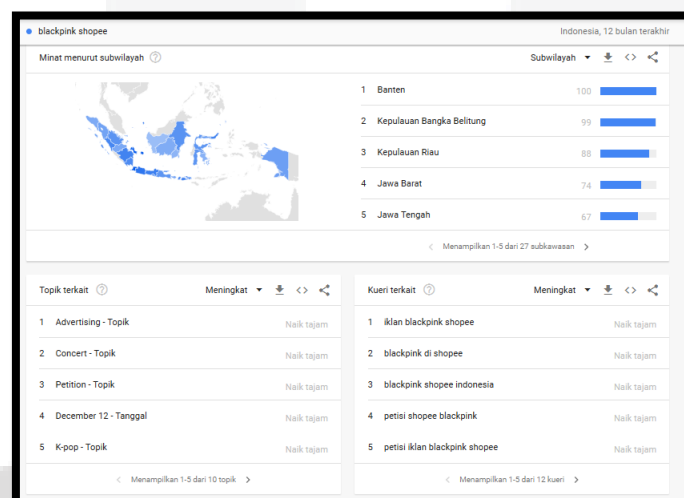 blackpink shopee
Indonesia, 12 bulan terakhir
Minat menurut subwilayah
Subwilayah
1 Banten 100
2 Kepulauan Bangka Belitung 99
3 Kepulauan Riau 88
4 Jawa Barat 74
5 Jawa Tengah 67
Menampilkan 1-5 dari 27 subkawasan
Topik terkait
Meningkat
1 Advertising - Topik Naik tajam
2 Concert - Topik Naik tajam
3 Petition - Topik Naik tajam
4 December 12 - Tanggal Naik tajam
5 K-pop - Topik Naik tajam
Menampilkan 1-5 dari 10 topik
Kueri terkait
Meningkat
1 iklan blackpink shopee Naik tajam
2 blackpink di shopee Naik tajam
3 blackpink shopee indonesia Naik tajam
4 petisi shopee blackpink Naik tajam
5 petisi iklan blackpink shopee Naik tajam
Menampilkan 1-5 dari 12 kueri